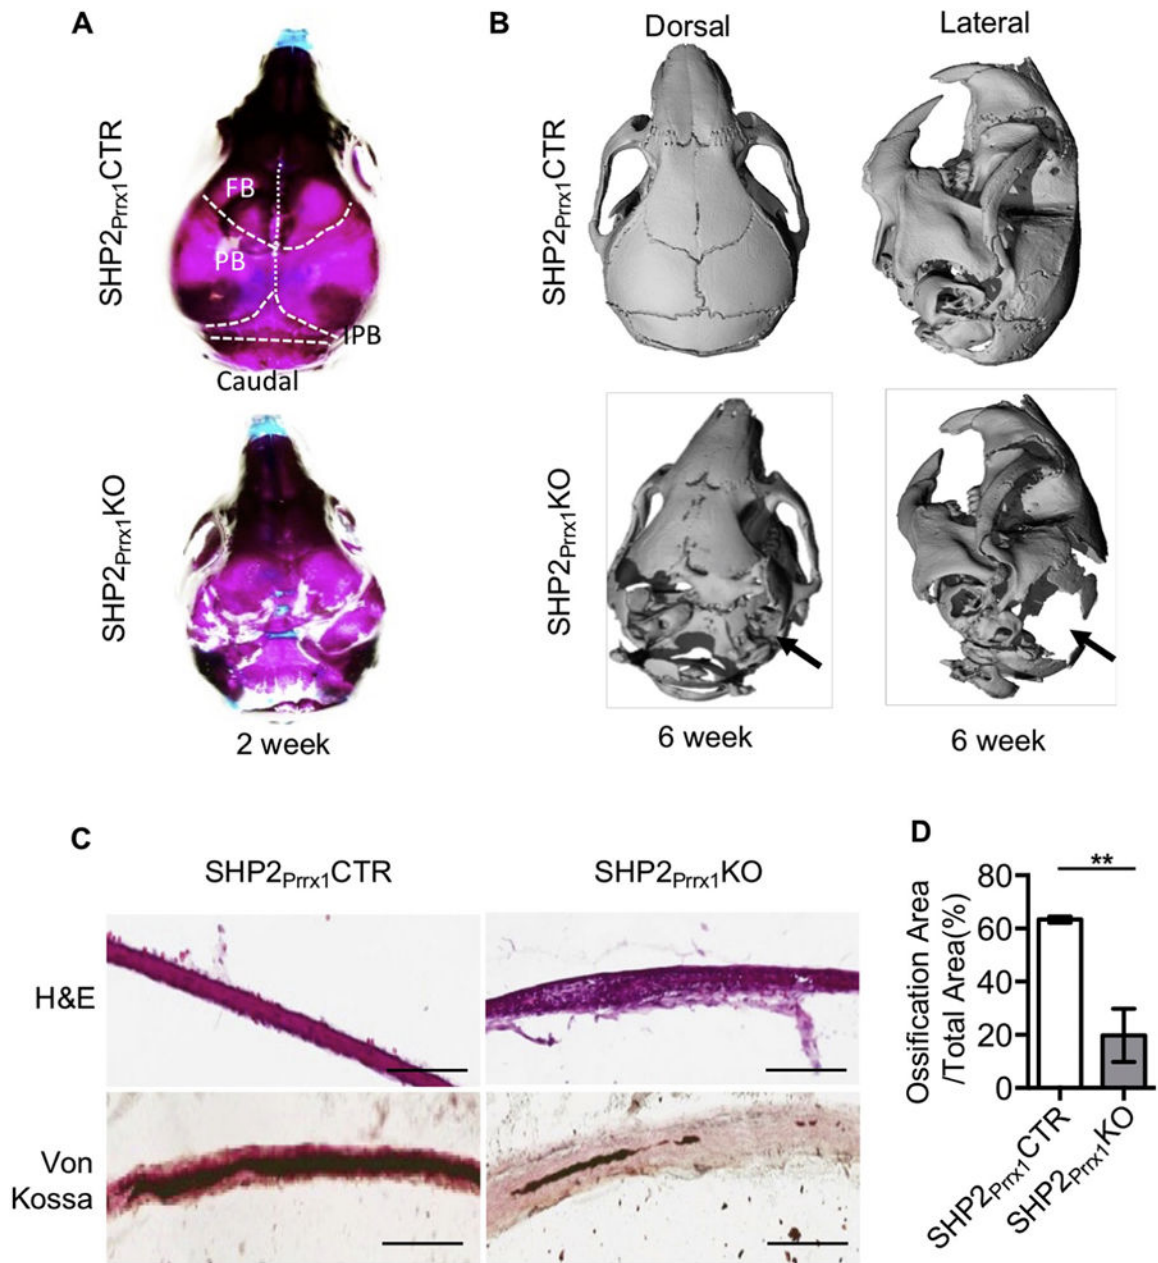 A
SHP2Prrx1CTR
FB
PB
IPB
Caudal
SHP2Prrx1KO
2 week
B
Dorsal
Lateral
SHP2Prrx1CTR
SHP2Prrx1KO
6 week
6 week
C
SHP2Prrx1CTR
SHP2Prrx1KO
H&E
Von
Kossa
D
**
Ossification Area
/Total Area(%)
80
60
40
20
0
SHP2Prrx1CTR
SHP2Prrx1KO